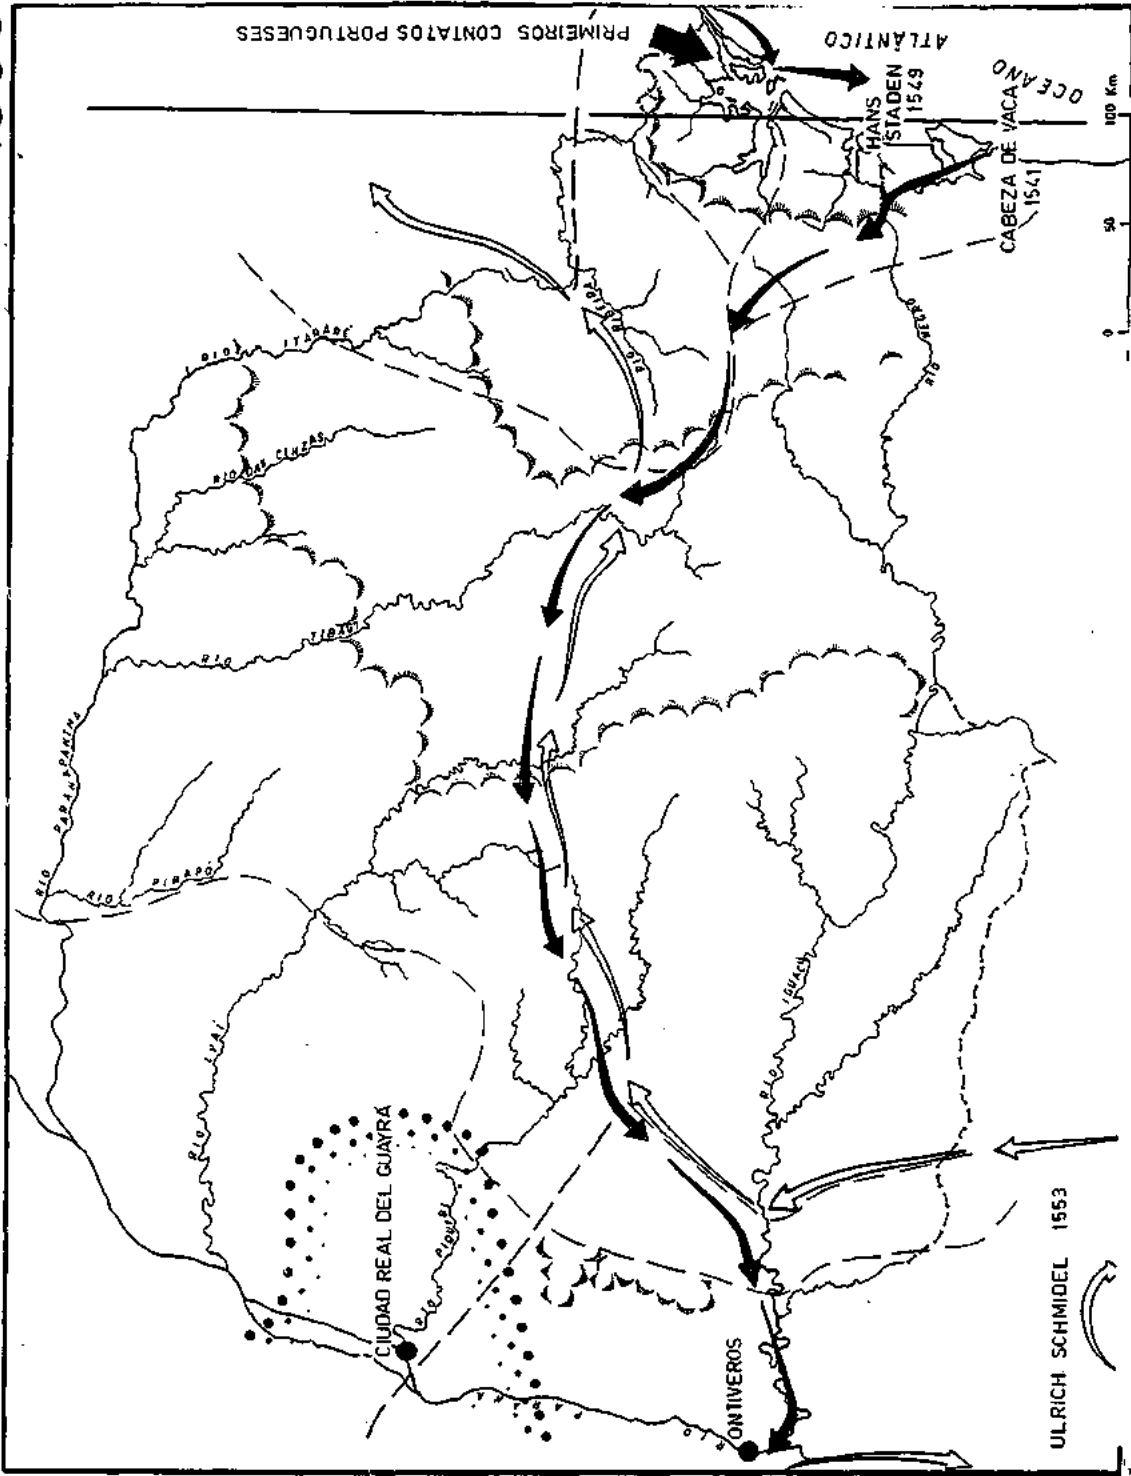 PRIMEIROS CONTATOS PORTUGUESES
OCEANO
ATLÂNTICO
HANS
STADEN
1549
CABEZA DE VACA
1541
0 50 100 Km
RIO ITARARÉ
RIO DAS CINZAS
RIO RIBEIRA
RIO NEGRO
RIO TIBAGI
RIO PARANAPANEMA
RIO PIRAPÓ
RIO IVAÍ
RIO IGUAÇU
RIO PIQUIRI
CIUDAD REAL DEL GUAYRÁ
RIO PARANÁ
ONTIVEROS
ULRICH SCHMIDEL 1553